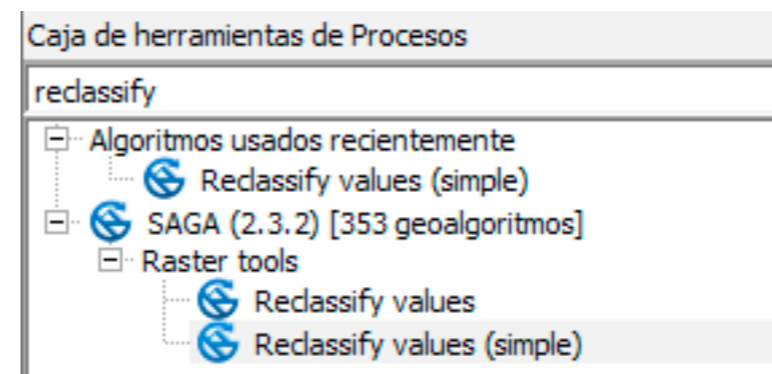 Caja de herramientas de Procesos
reclassify
Algoritmos usados recientemente
Reclassify values (simple)
SAGA (2.3.2) [353 geoalgoritmos]
Raster tools
Reclassify values
Reclassify values (simple)